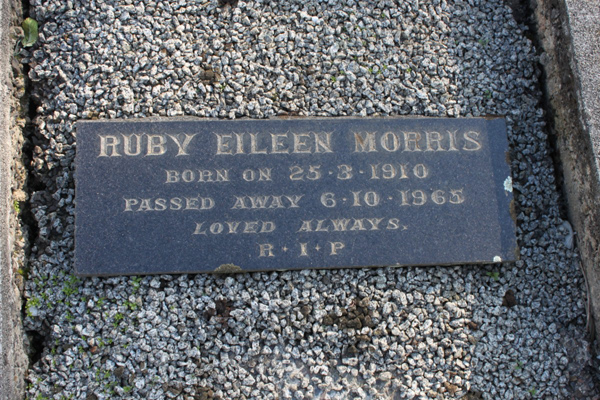 RUBY EILEEN MORRIS
BORN ON 25·3·1910
PASSED AWAY 6·10·1965
LOVED ALWAYS.
R·I·P